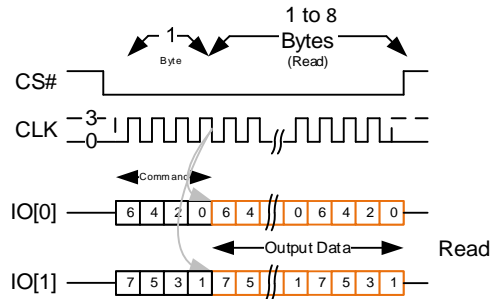 1 to 8
1 Bytes
Byte (Read)
CS#
3
CLK
0
Command
IO[0] 6 4 2 0 6 4 0 6 4 2 0
Output Data Read
IO[1] 7 5 3 1 7 5 1 7 5 3 1